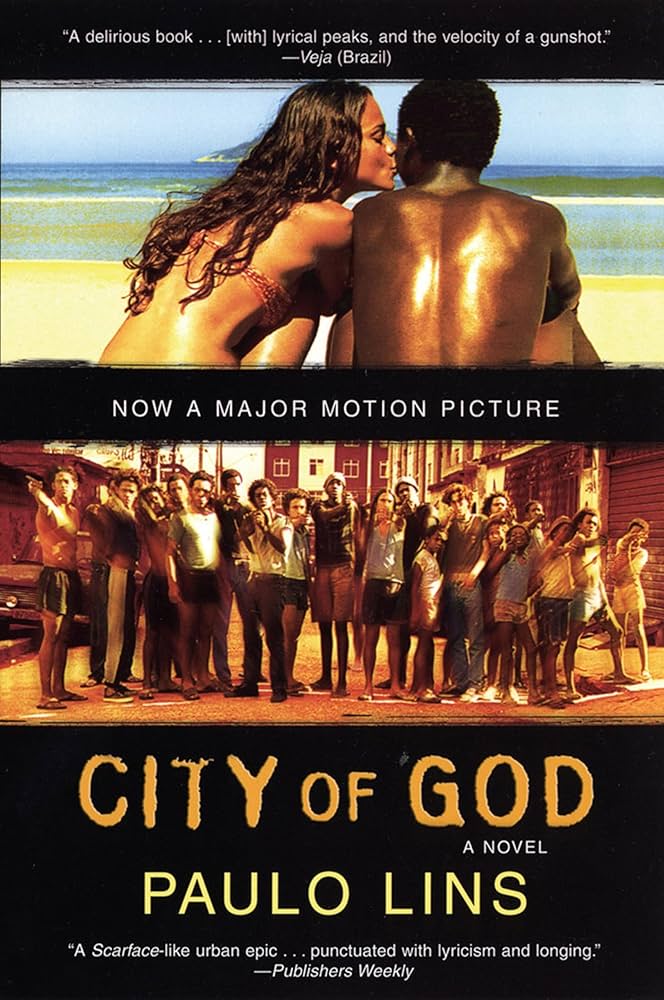 “A delirious book . . . [with] lyrical peaks, and the velocity of a gunshot.”
—Veja (Brazil)
NOW A MAJOR MOTION PICTURE
CITY OF GOD
A NOVEL
PAULO LINS
“A Scarface-like urban epic . . . punctuated with lyricism and longing.”
—Publishers Weekly